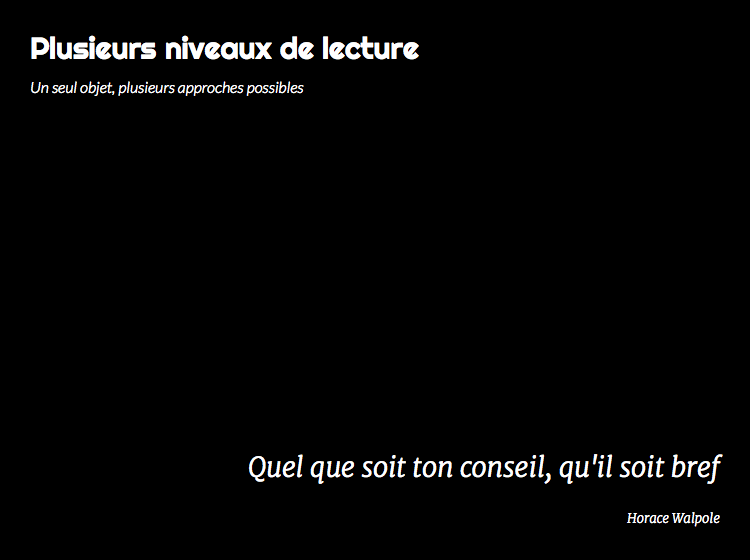 Plusieurs niveaux de lecture
Un seul objet, plusieurs approches possibles
Quel que soit ton conseil, qu'il soit bref
Horace Walpole